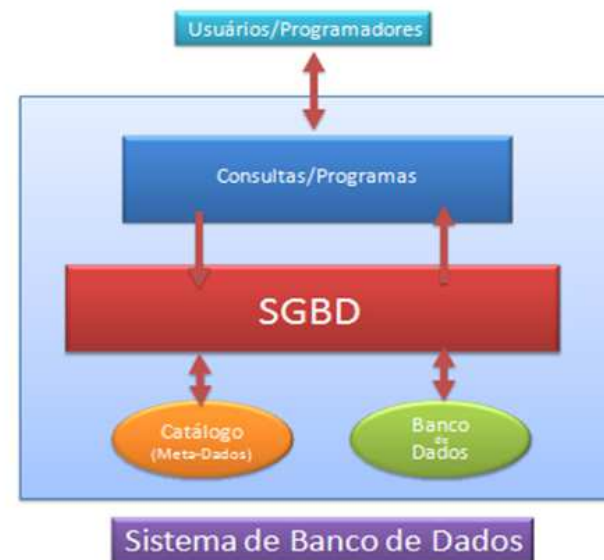 Usuários/Programadores
Consultas/Programas
SGBD
Catálogo
(Meta-Dados)
Banco
de
Dados
Sistema de Banco de Dados